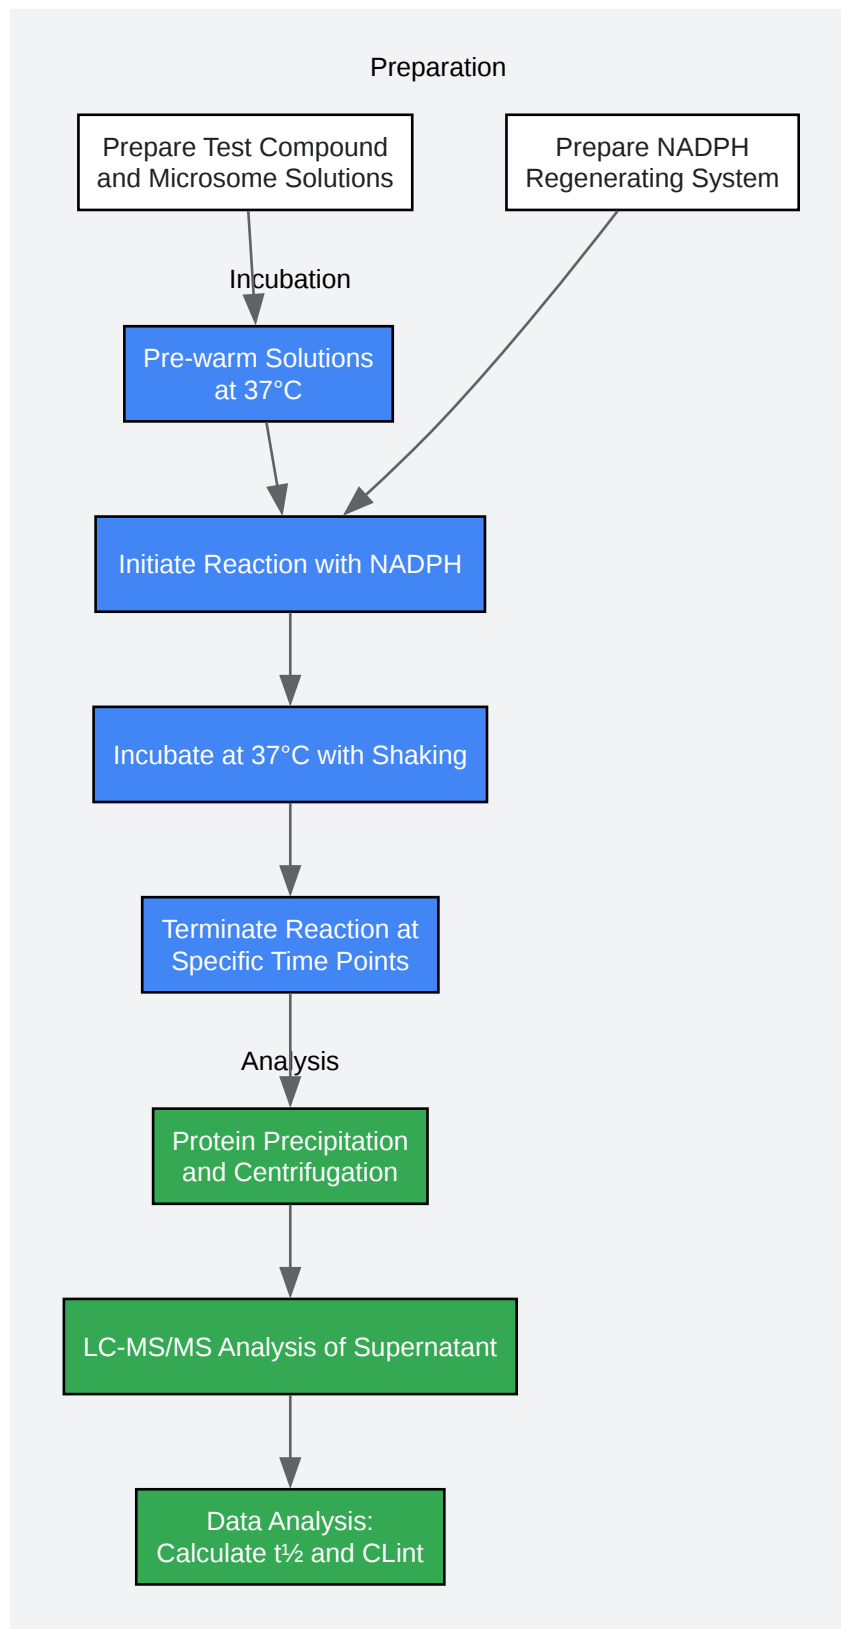 Preparation
Prepare Test Compound
and Microsome Solutions
Prepare NADPH
Regenerating System
Incubation
Pre-warm Solutions
at 37°C
Initiate Reaction with NADPH
Incubate at 37°C with Shaking
Terminate Reaction at
Specific Time Points
Analysis
Protein Precipitation
and Centrifugation
LC-MS/MS Analysis of Supernatant
Data Analysis:
Calculate t½ and CLint